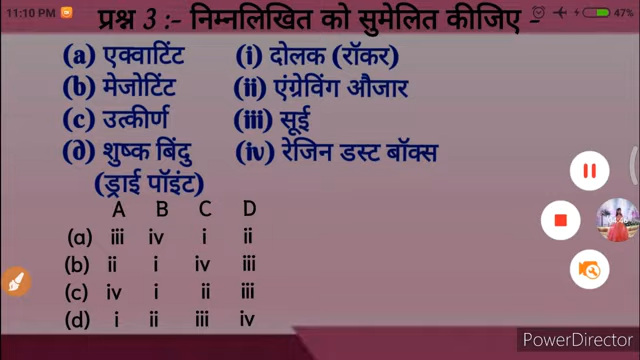 11:10 PM
47%
प्रश्न 3 :- निम्नलिखित को सुमेलित कीजिए -
(a) एक्वाटिंट (i) दोलक (रॉकर)
(b) मेजोटिंट (ii) एंग्रेविंग औजार
(c) उत्कीर्ण (iii) सूई
(d) शुष्क बिंदु (iv) रेजिन डस्ट बॉक्स
(ड्राई पॉइंट)
A B C D
(a) iii iv i ii
(b) ii i iv iii
(c) iv i ii iii
(d) i ii iii iv
PowerDirector